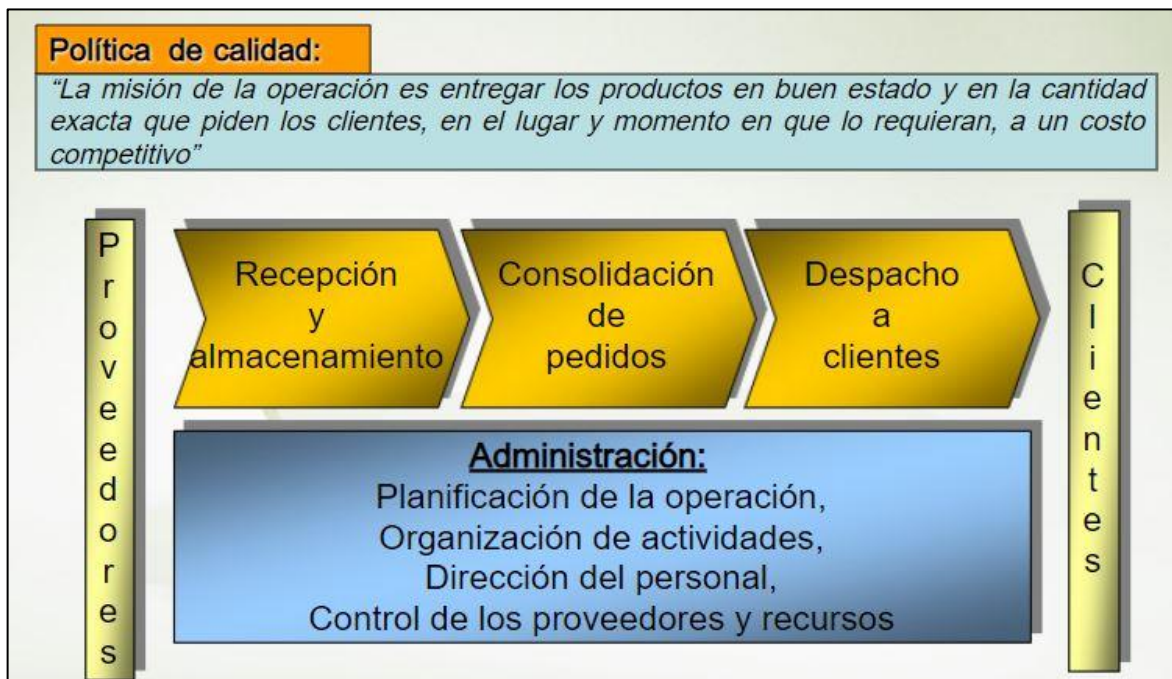 Política de calidad:
“La misión de la operación es entregar los productos en buen estado y en la cantidad
exacta que piden los clientes, en el lugar y momento en que lo requieran, a un costo
competitivo”
Proveedores
Recepción
y
almacenamiento
Consolidación
de
pedidos
Despacho
a
clientes
Clientes
Administración:
Planificación de la operación,
Organización de actividades,
Dirección del personal,
Control de los proveedores y recursos